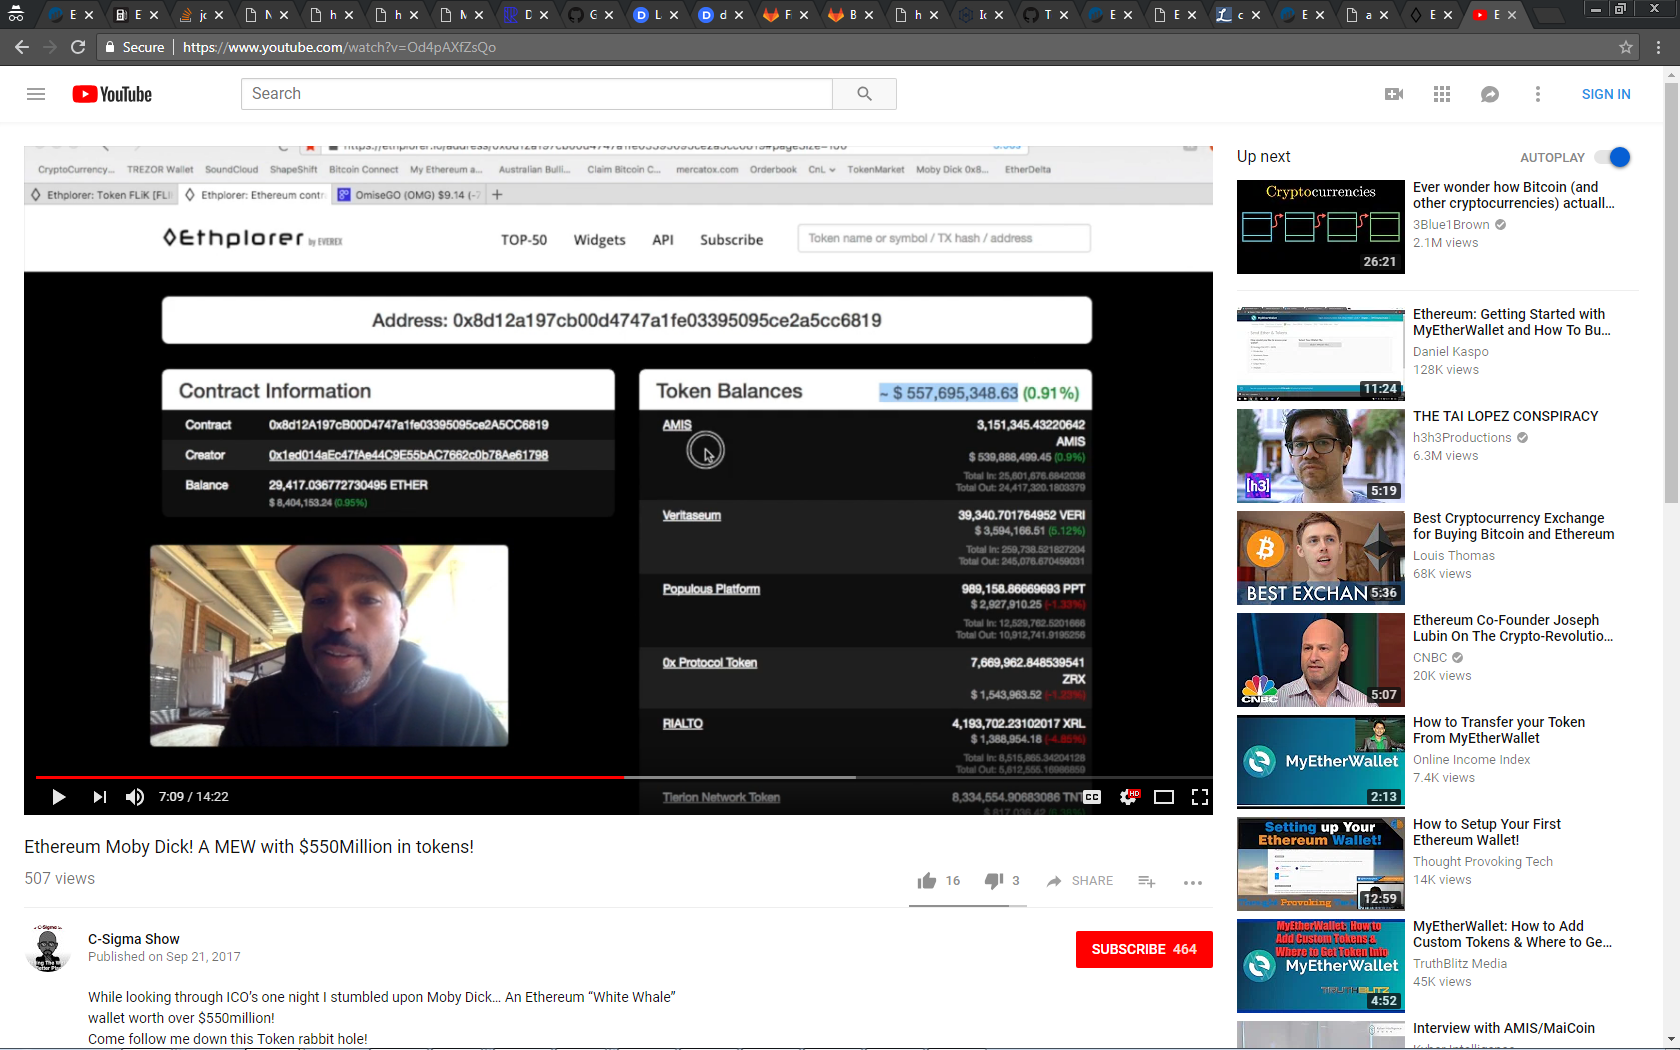 Secure
https://www.youtube.com/watch?v=Od4pAXfZsQo
YouTube
Search
SIGN IN
CryptoCurrency... TREZOR Wallet SoundCloud ShapeShift Bitcoin Connect My Ethereum a... Australian Bulli... Claim Bitcoin C... mercatox.com Orderbook CnL TokenMarket Moby Dick 0x8... EtherDelta
Ethplorer: Token FLiK [FLI Ethplorer: Ethereum contr OmiseGO (OMG) $9.14 (-7
Ethplorer by EVEREX
TOP-50 Widgets API Subscribe
Token name or symbol / TX hash / address
Address: 0x8d12a197cb00d4747a1fe03395095ce2a5cc6819
Contract Information
Contract 0x8d12A197cB00D4747a1fe03395095ce2A5CC6819
Creator 0x1ed014aEc47fAe44C9E55bAC7662c0b78Ae61798
Balance 29,417.036772730495 ETHER
$ 8,404,153.24 (0.95%)
Token Balances ~ $ 557,695,348.63 (0.91%)
AMIS 3,151,345.43220642
AMIS
$ 539,888,499.45 (0.9%)
Total In: 25,601,676.6842038
Total Out: 24,417,320.1803379
Veritaseum 39,340.701764952 VERI
$ 3,594,166.51 (5.12%)
Total In: 259,738.521827204
Total Out: 245,076.670459031
Populous Platform 989,158.86669693 PPT
$ 2,927,910.25 (-1.33%)
Total In: 12,529,762.5201666
Total Out: 10,912,741.9195256
0x Protocol Token 7,669,962.848539541
ZRX
$ 1,543,963.52 (-1.23%)
RIALTO 4,193,702.23102017 XRL
$ 1,388,954.18 (-4.85%)
Total In: 8,515,865.34204128
Total Out: 5,612,555.16986859
Tierion Network Token 8,334,554.90683086 TNT
7:09 / 14:22
CC
HD
Ethereum Moby Dick! A MEW with $550Million in tokens!
507 views
16
3
SHARE
C-Sigma Show
Published on Sep 21, 2017
SUBSCRIBE 464
While looking through ICO's one night I stumbled upon Moby Dick... An Ethereum “White Whale”
wallet worth over $550million!
Come follow me down this Token rabbit hole!
Up next
AUTOPLAY
Cryptocurrencies
26:21
Ever wonder how Bitcoin (and
other cryptocurrencies) actuall...
3Blue1Brown
2.1M views
11:24
Ethereum: Getting Started with
MyEtherWallet and How To Bu...
Daniel Kaspo
128K views
[h3]
5:19
THE TAI LOPEZ CONSPIRACY
h3h3Productions
6.3M views
BEST EXCHAN
5:36
Best Cryptocurrency Exchange
for Buying Bitcoin and Ethereum
Louis Thomas
68K views
CNBC
5:07
Ethereum Co-Founder Joseph
Lubin On The Crypto-Revolutio...
CNBC
20K views
MyEtherWallet
2:13
How to Transfer your Token
From MyEtherWallet
Online Income Index
7.4K views
Setting up Your
Ethereum Wallet!
12:59
How to Setup Your First
Ethereum Wallet!
Thought Provoking Tech
14K views
MyEtherWallet: How to
Add Custom Tokens &
Where to Get Token Info
MyEtherWallet
TRUTHBLITZ
4:52
MyEtherWallet: How to Add
Custom Tokens & Where to Ge...
TruthBlitz Media
45K views
Interview with AMIS/MaiCoin